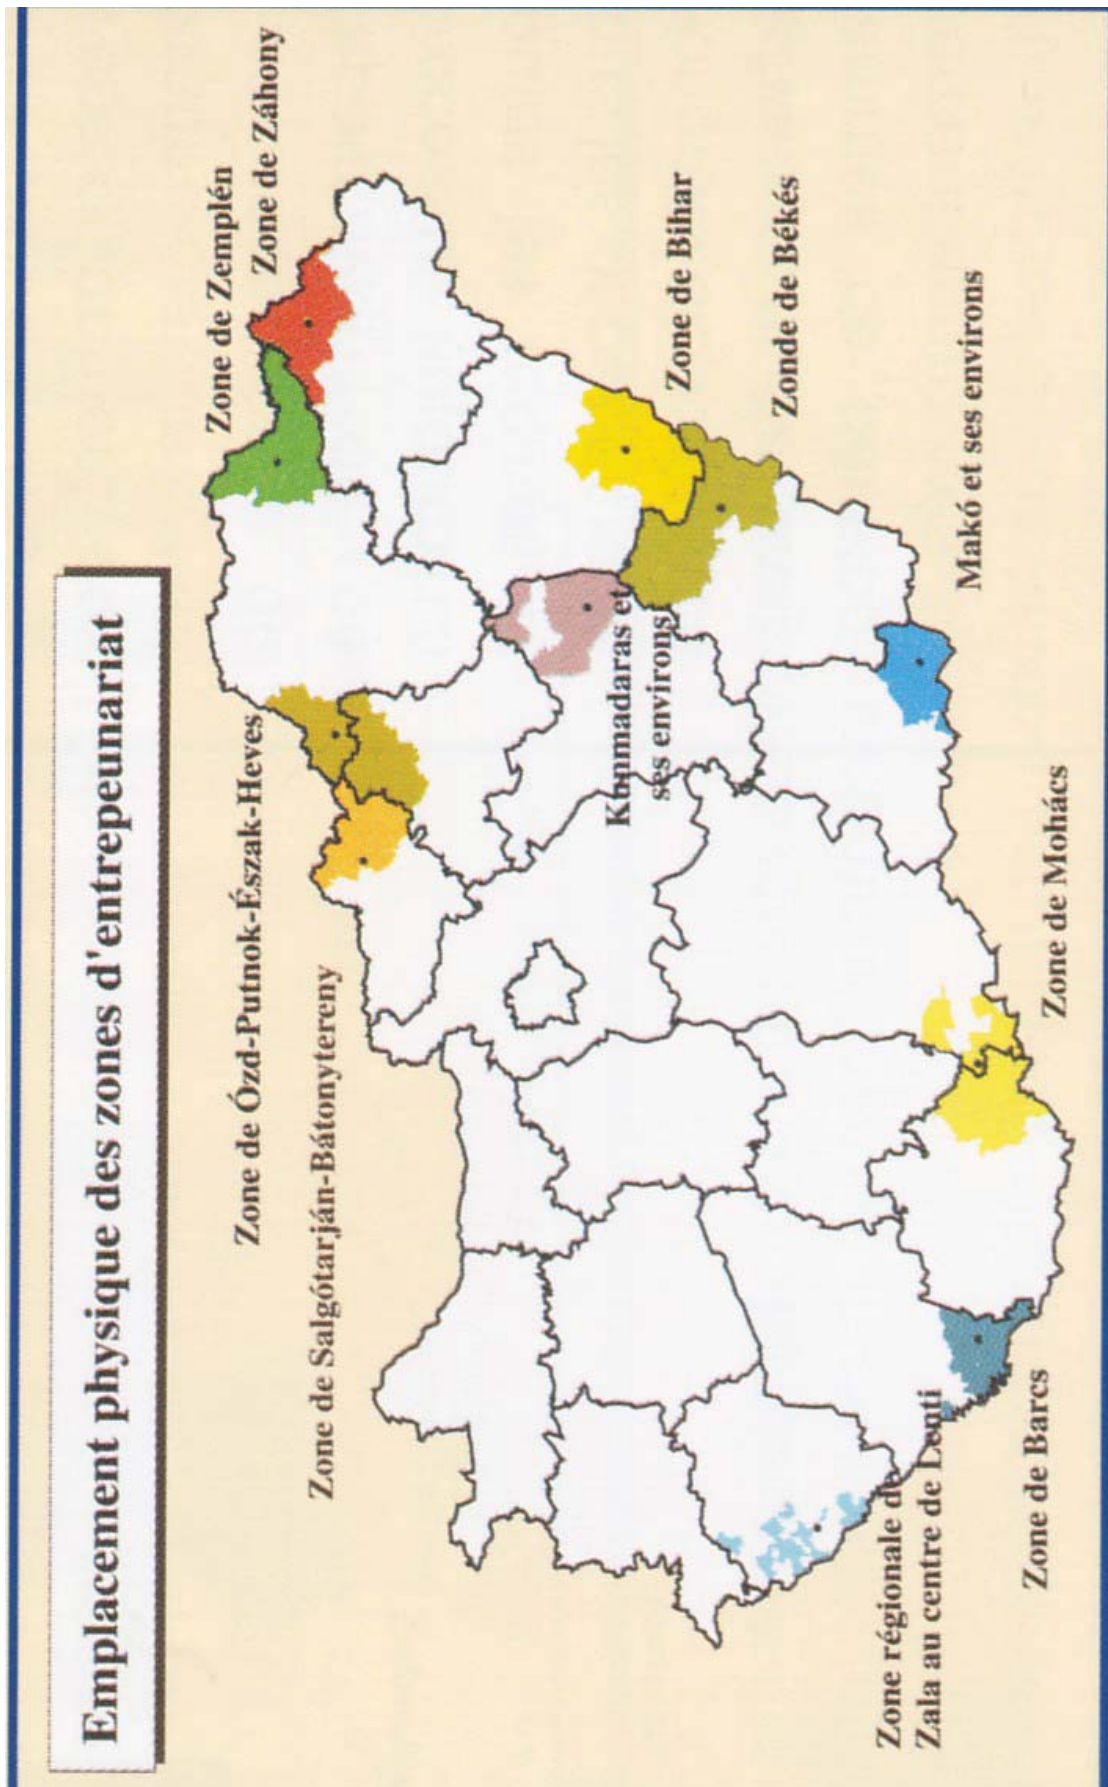 Emplacement physique des zones d'entrepeunariat
Zone de Zemplén
Zone de Záhony
Zone de Ózd-Putnok-Észak-Heves
Zone de Salgótarján-Bátonytereny
Zone de Bihar
Zonde de Békés
Kunmadaras et
ses environs
Makó et ses environs
Zone de Mohács
Zone régionale de
Zala au centre de Lenti
Zone de Barcs